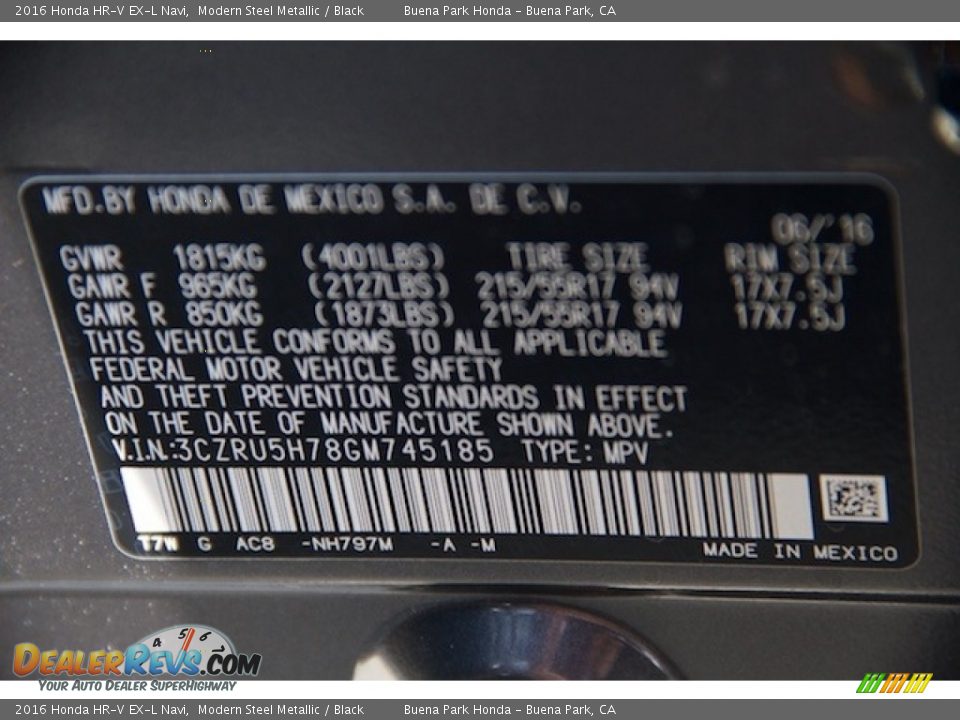 2016 Honda HR-V EX-L Navi, Modern Steel Metallic / Black Buena Park Honda - Buena Park, CA
MFD.BY HONDA DE MEXICO S.A. DE C.V.
06/'16
GVWR 1815KG (4001LBS) TIRE SIZE RIM SIZE
GAWR F 965KG (2127LBS) 215/55R17 94V 17X7.5J
GAWR R 850KG (1873LBS) 215/55R17 94V 17X7.5J
THIS VEHICLE CONFORMS TO ALL APPLICABLE
FEDERAL MOTOR VEHICLE SAFETY
AND THEFT PREVENTION STANDARDS IN EFFECT
ON THE DATE OF MANUFACTURE SHOWN ABOVE.
V.I.N.:3CZRU5H78GM745185 TYPE: MPV
T7W G AC8 -NH797M -A -M
MADE IN MEXICO
4 5 6
DEALERREVS.COM
YOUR AUTO DEALER SUPERHIGHWAY
2016 Honda HR-V EX-L Navi, Modern Steel Metallic / Black Buena Park Honda - Buena Park, CA